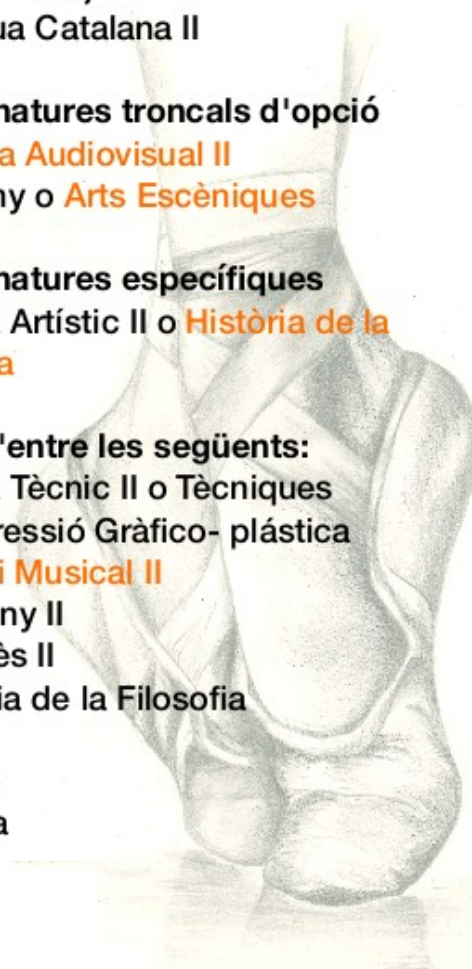 ua Catalana II
natures troncals d'opció
a Audiovisual II
ny o Arts Escèniques
natures específiques
Artístic II o Història de la
a
'entre les següents:
Tècnic II o Tècniques
ressió Gràfico- plástica
i Musical II
ny II
ès II
ia de la Filosofia
a